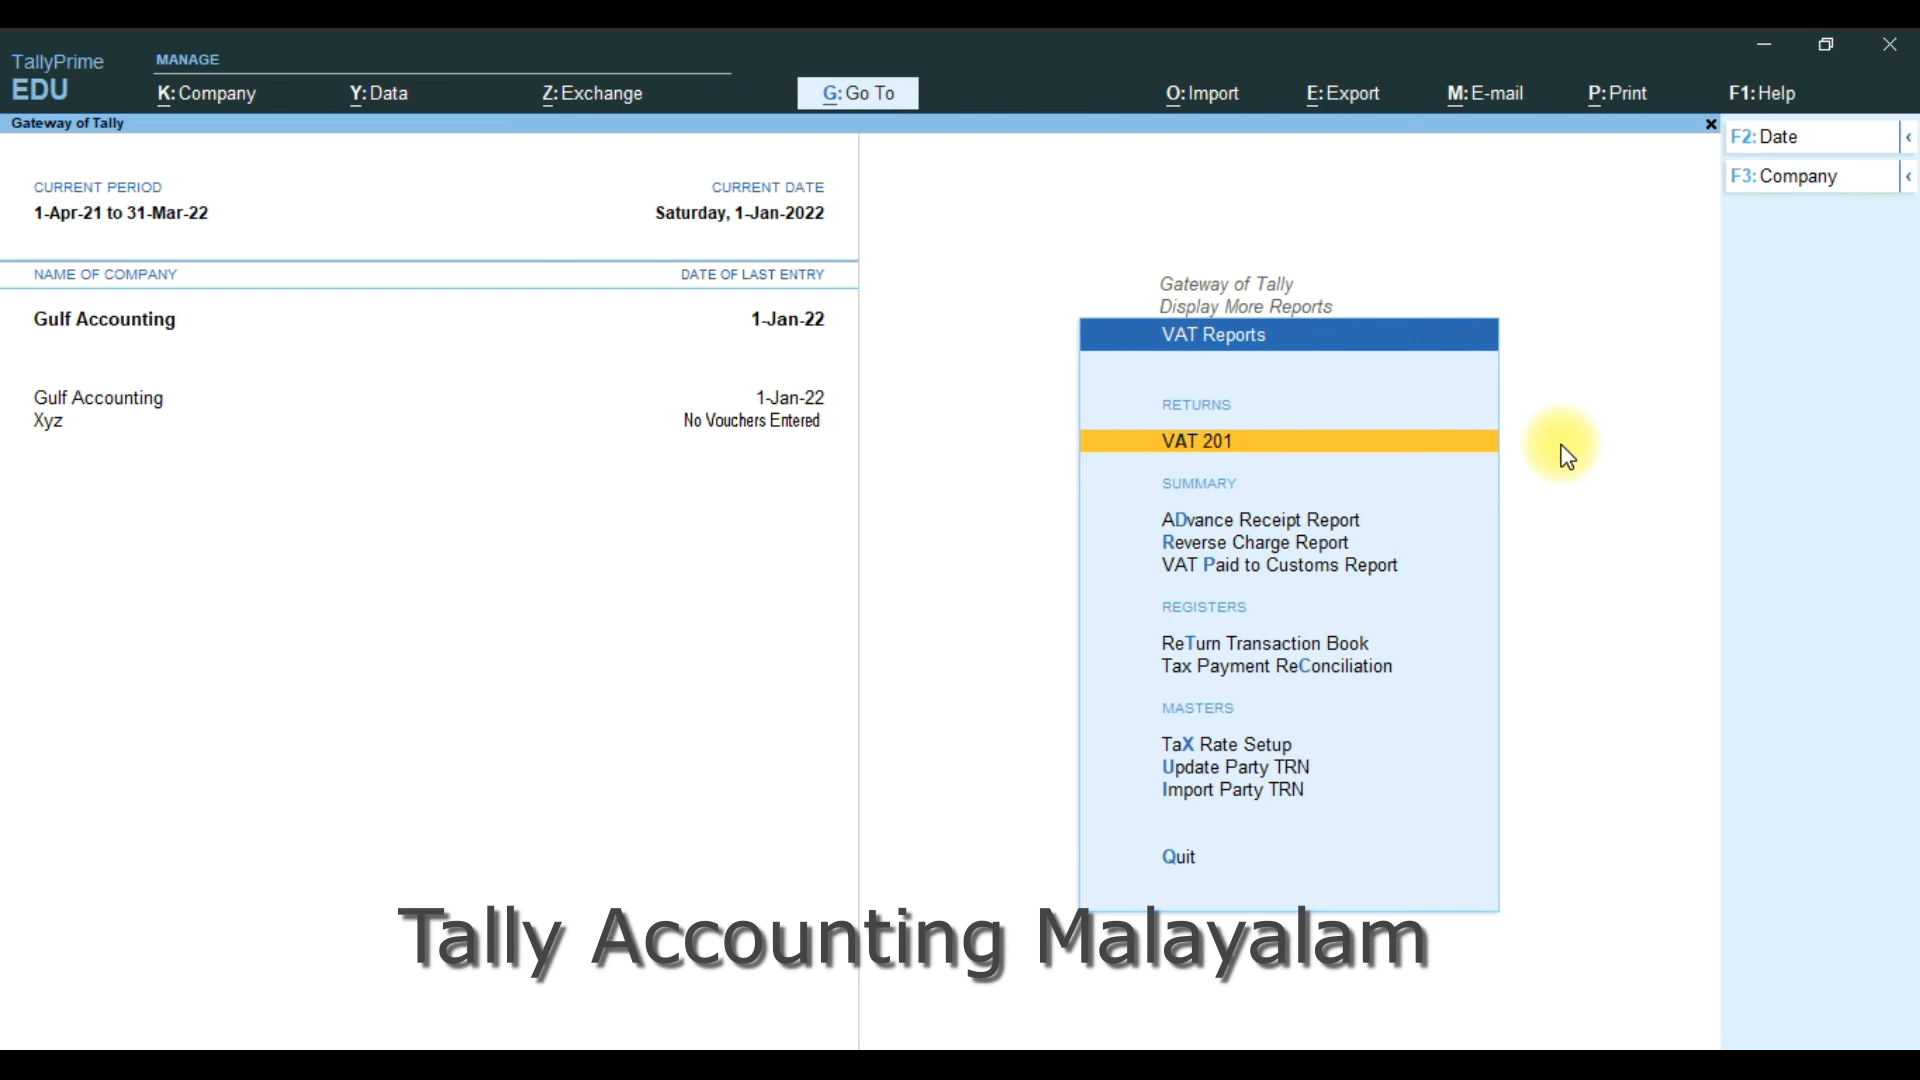 TallyPrime
EDU
MANAGE
K: Company
Y: Data
Z: Exchange
G: Go To
O: Import
E: Export
M: E-mail
P: Print
F1: Help
Gateway of Tally
F2: Date
F3: Company
CURRENT PERIOD
CURRENT DATE
1-Apr-21 to 31-Mar-22
Saturday, 1-Jan-2022
NAME OF COMPANY
DATE OF LAST ENTRY
Gulf Accounting
1-Jan-22
Gulf Accounting
1-Jan-22
Xyz
No Vouchers Entered
Gateway of Tally
Display More Reports
VAT Reports
RETURNS
VAT 201
SUMMARY
ADvance Receipt Report
Reverse Charge Report
VAT Paid to Customs Report
REGISTERS
ReTurn Transaction Book
Tax Payment ReConciliation
MASTERS
TaX Rate Setup
Update Party TRN
Import Party TRN
Quit
Tally Accounting Malayalam